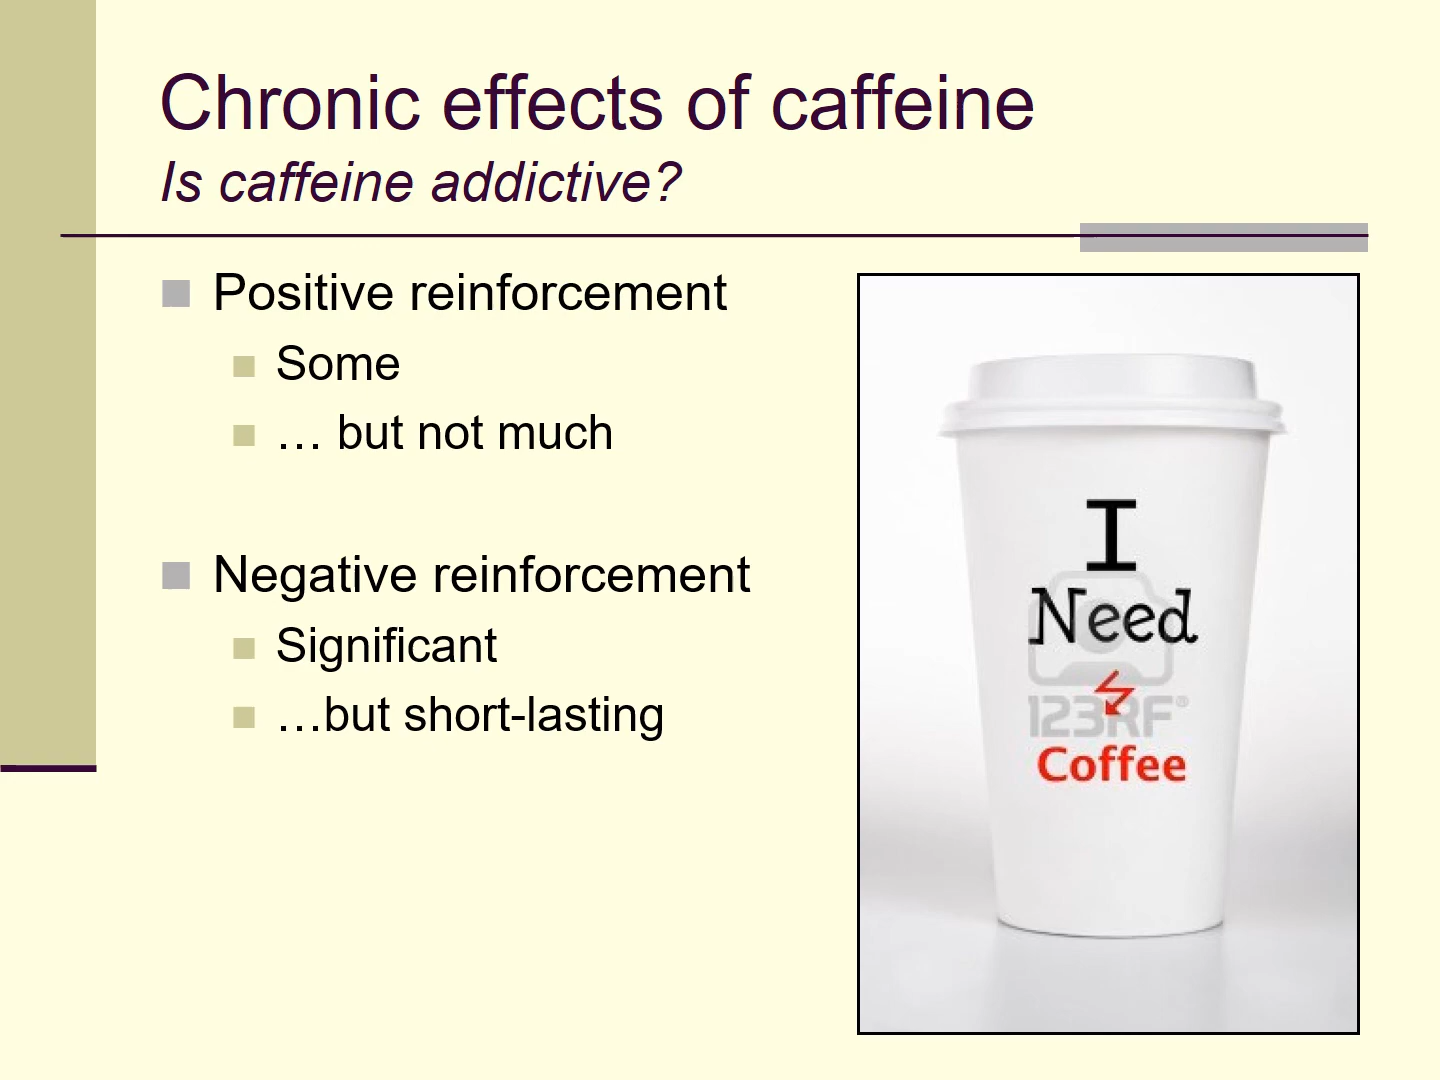 Chronic effects of caffeine
Is caffeine addictive?
Positive reinforcement
Some
… but not much
Negative reinforcement
Significant
…but short-lasting
I
Need
123RF®
Coffee